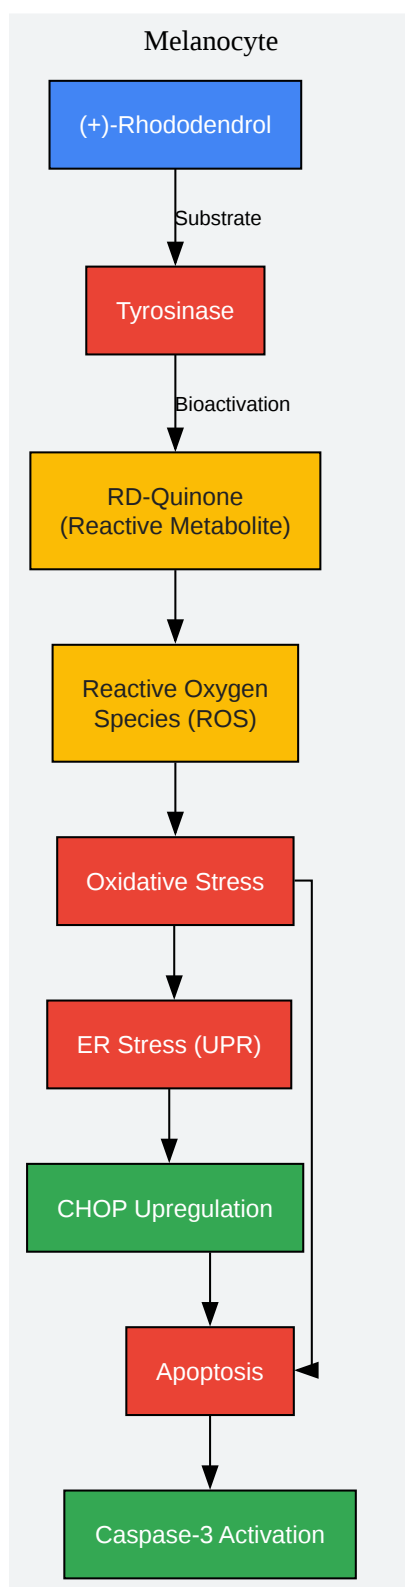 Melanocyte
(+)-Rhododendrol
Substrate
Tyrosinase
Bioactivation
RD-Quinone
(Reactive Metabolite)
Reactive Oxygen
Species (ROS)
Oxidative Stress
ER Stress (UPR)
CHOP Upregulation
Apoptosis
Caspase-3 Activation